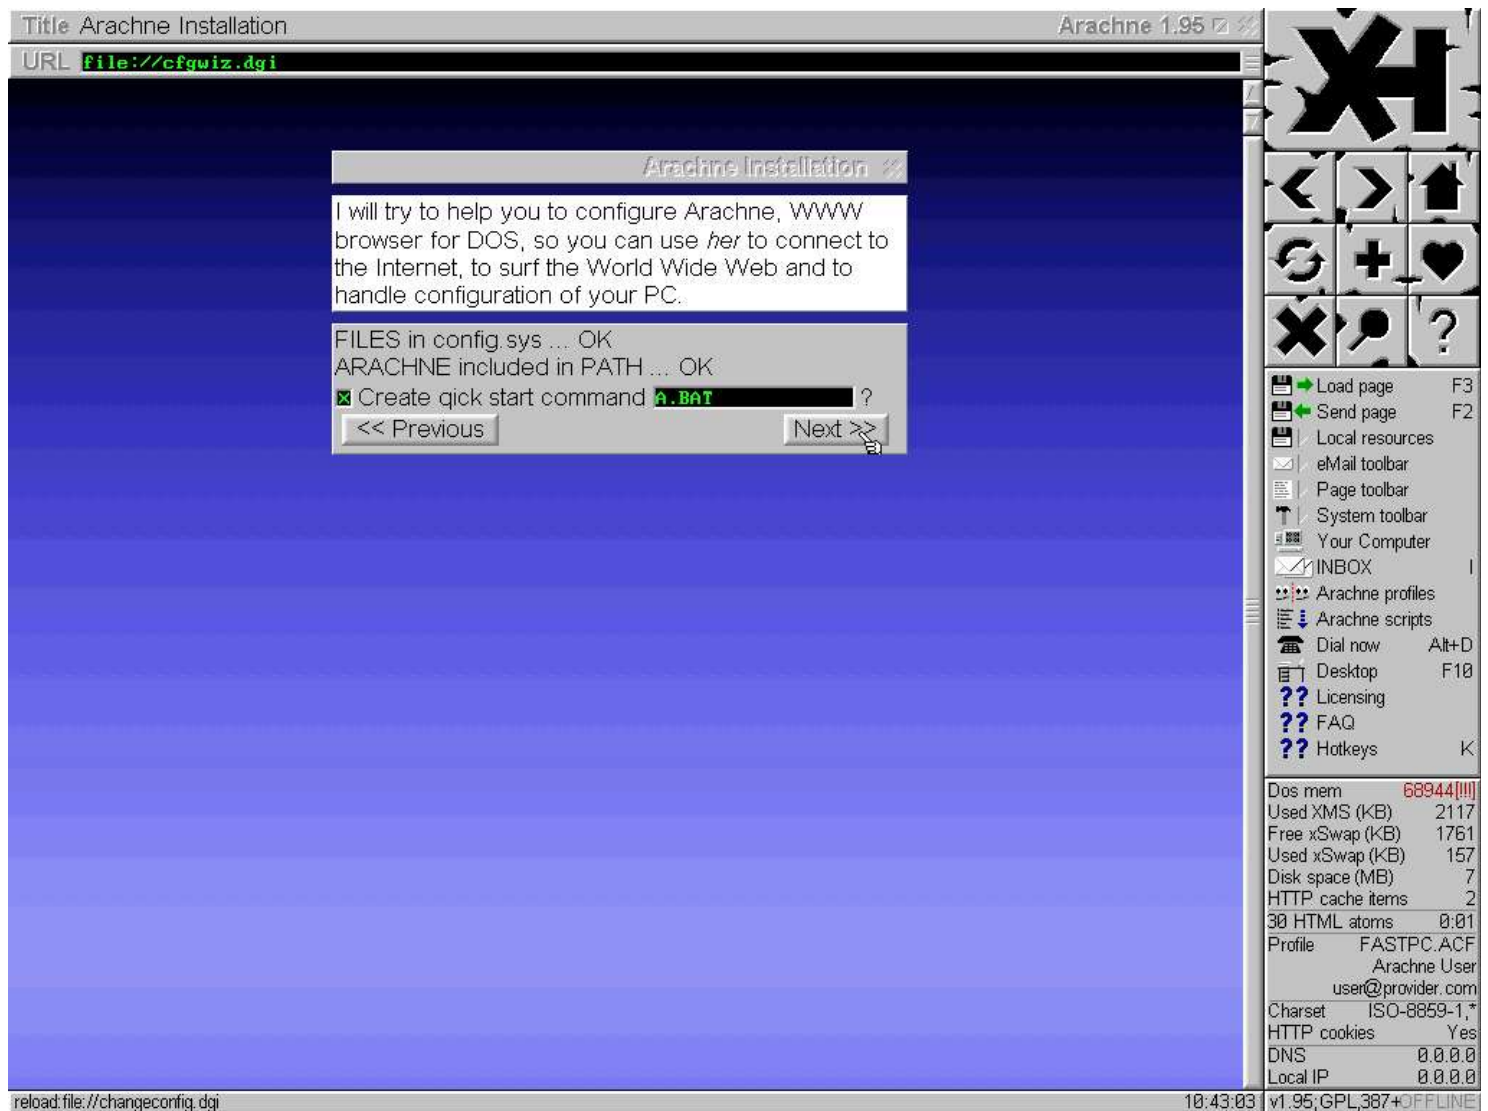 Title Arachne Installation Arachne 1.95
URL file://cfgwiz.dgi
Arachne Installation
I will try to help you to configure Arachne, WWW
browser for DOS, so you can use her to connect to
the Internet, to surf the World Wide Web and to
handle configuration of your PC.
FILES in config.sys ... OK
ARACHNE included in PATH ... OK
Create qick start command A.BAT ?
<< Previous Next >>
Load page F3
Send page F2
Local resources
eMail toolbar
Page toolbar
System toolbar
Your Computer
INBOX I
Arachne profiles
Arachne scripts
Dial now Alt+D
Desktop F10
?? Licensing
?? FAQ
?? Hotkeys K
Dos mem 68944[!!!]
Used XMS (KB) 2117
Free xSwap (KB) 1761
Used xSwap (KB) 157
Disk space (MB) 7
HTTP cache items 2
30 HTML atoms 0:01
Profile FASTPC.ACF
Arachne User
user@provider.com
Charset ISO-8859-1,*
HTTP cookies Yes
DNS 0.0.0.0
Local IP 0.0.0.0
reload:file://changeconfig.dgi 10:43:03 v1.95;GPL,387+OFFLINE